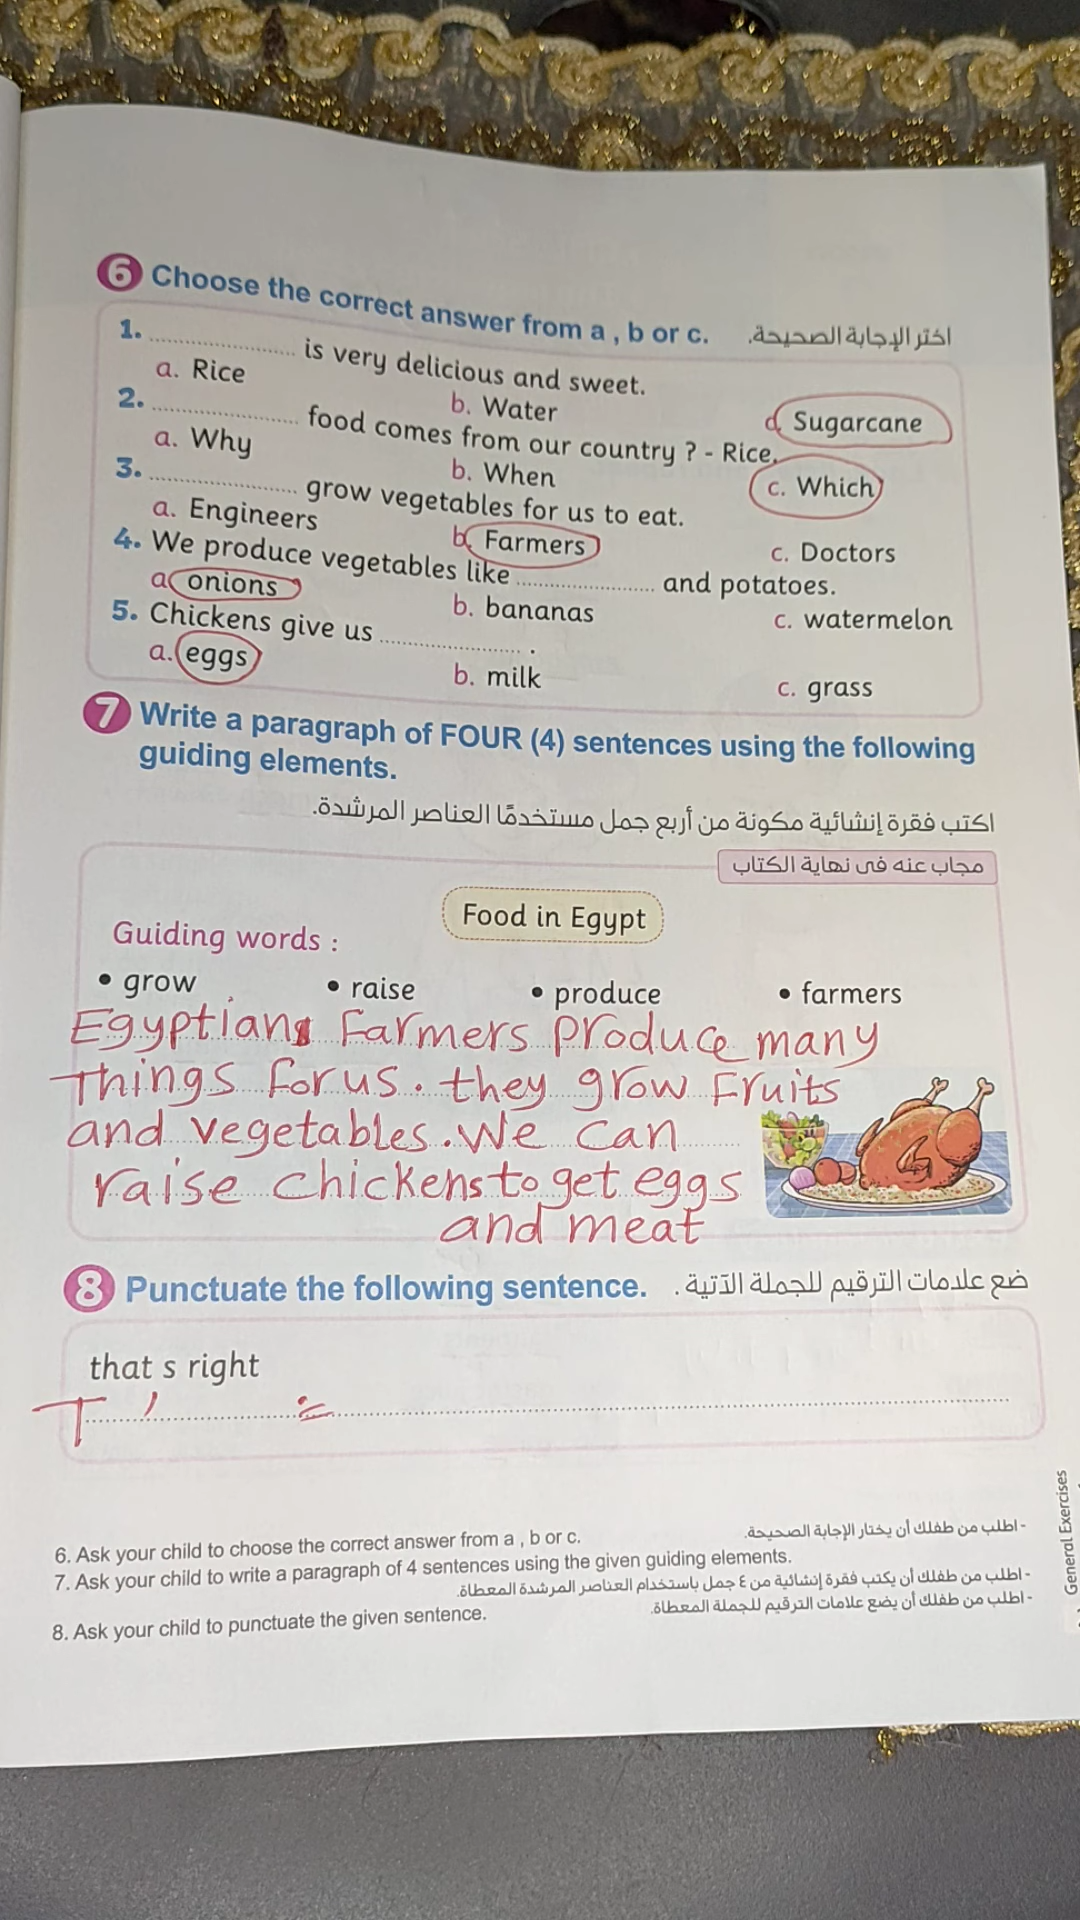 6 Choose the correct answer from a , b or c. اختر الإجابة الصحيحة.
1. ........................ is very delicious and sweet.
a. Rice b. Water c. Sugarcane
2. ........................ food comes from our country ? - Rice.
a. Why b. When c. Which
3. ........................ grow vegetables for us to eat.
a. Engineers b. Farmers c. Doctors
4. We produce vegetables like ........................ and potatoes.
a. onions b. bananas c. watermelon
5. Chickens give us ........................ .
a. eggs b. milk c. grass
7 Write a paragraph of FOUR (4) sentences using the following
guiding elements.
اكتب فقرة إنشائية مكونة من أربع جمل مستخدمًا العناصر المرشدة.
مجاب عنه فى نهاية الكتاب
Food in Egypt
Guiding words :
• grow • raise • produce • farmers
Egyptians Farmers produce many
Things for us. they grow Fruits
and vegetables. We can
raise chickens to get eggs
and meat
8 Punctuate the following sentence. ضع علامات الترقيم للجملة الآتية .
that s right
T ' .
6. Ask your child to choose the correct answer from a , b or c. - اطلب من طفلك أن يختار الإجابة الصحيحة.
7. Ask your child to write a paragraph of 4 sentences using the given guiding elements.
- اطلب من طفلك أن يكتب فقرة إنشائية من ٤ جمل باستخدام العناصر المرشدة المعطاة.
8. Ask your child to punctuate the given sentence. - اطلب من طفلك أن يضع علامات الترقيم للجملة المعطاة.
General Exercises